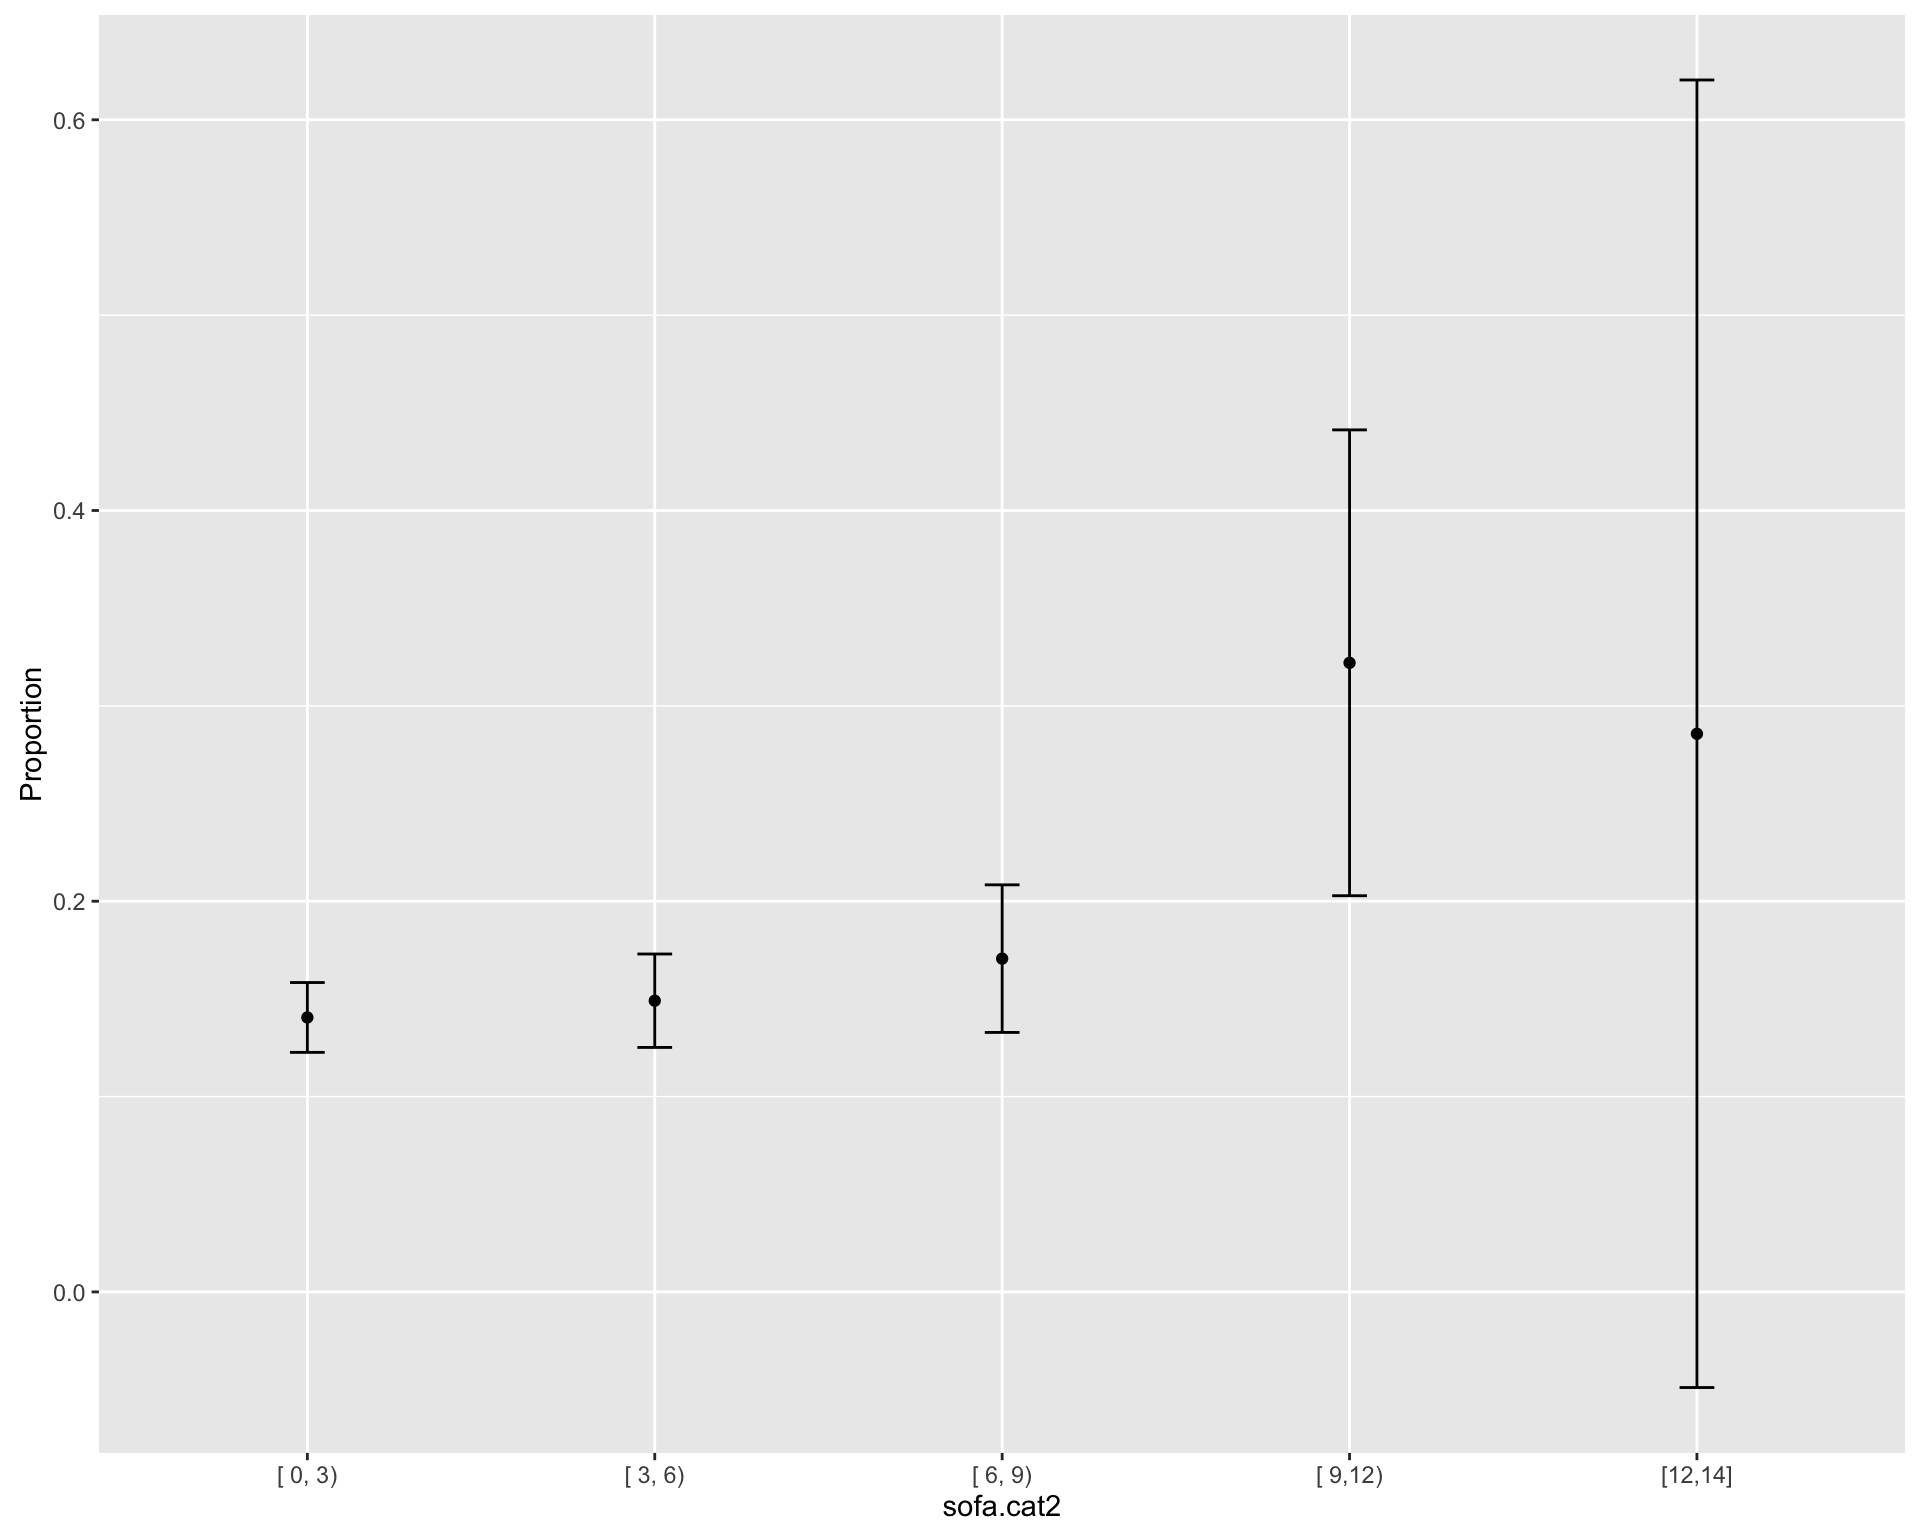 Proportion
0.6
0.4
0.2
0.0
[ 0, 3) [ 3, 6) [ 6, 9) [ 9,12) [12,14]
sofa.cat2